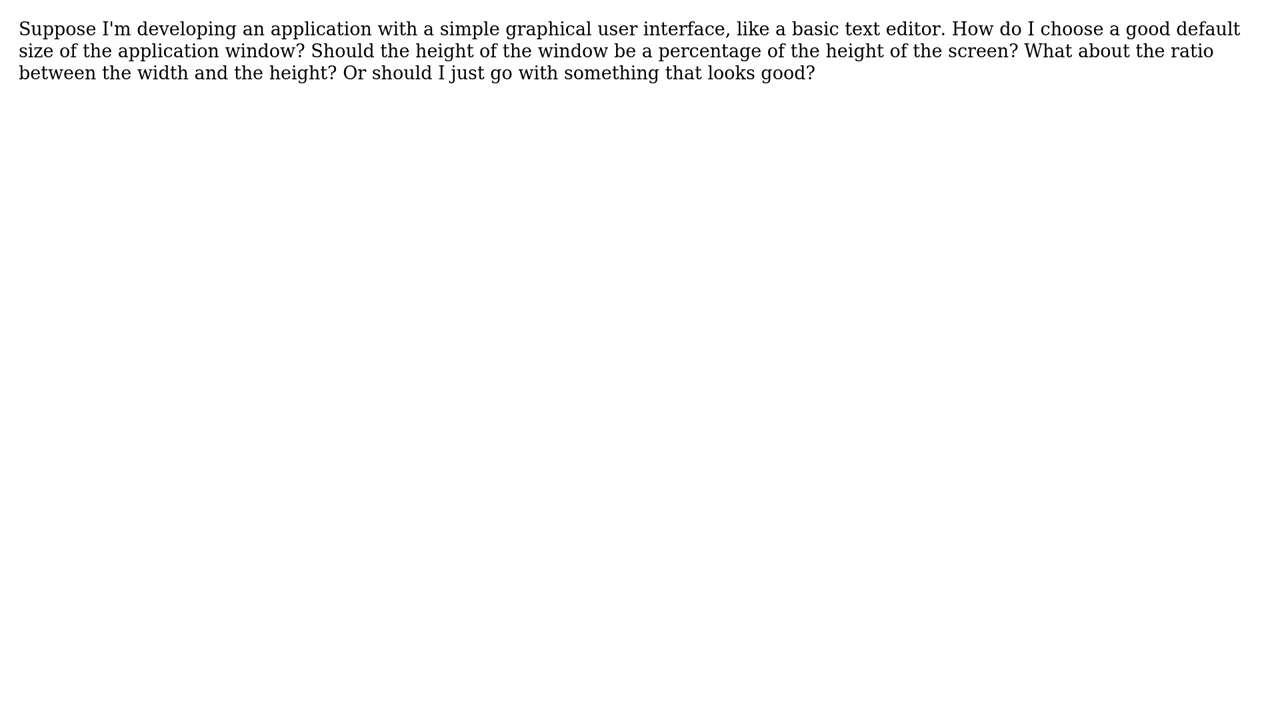 Suppose I'm developing an application with a simple graphical user interface, like a basic text editor. How do I choose a good default
size of the application window? Should the height of the window be a percentage of the height of the screen? What about the ratio
between the width and the height? Or should I just go with something that looks good?